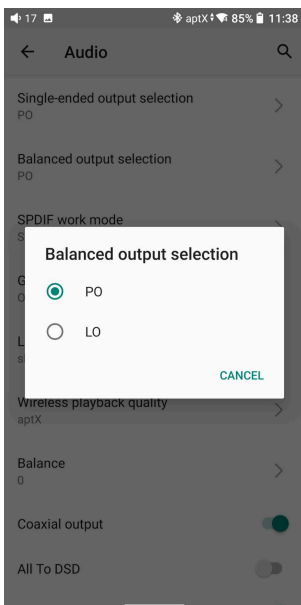 17 aptX 85% 11:38
Audio
Single-ended output selection
PO
Balanced output selection
PO
SPDIF work mode
S
Balanced output selection
G
O
PO
L
s
LO
CANCEL
Wireless playback quality
aptX
Balance
0
Coaxial output
All To DSD